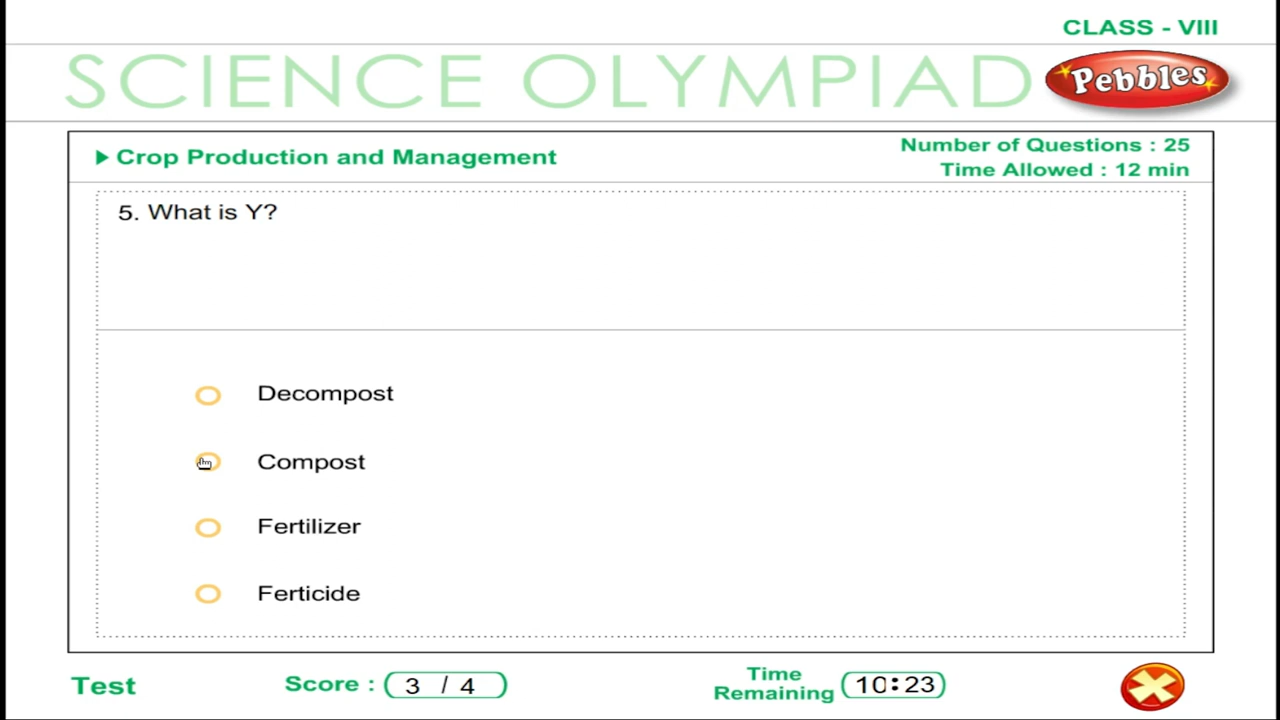 CLASS - VIII
SCIENCE OLYMPIAD
Pebbles
Crop Production and Management
Number of Questions : 25
Time Allowed : 12 min
5. What is Y?
Decompost
Compost
Fertilizer
Ferticide
Test
Score : 3 / 4
Time Remaining 10:23